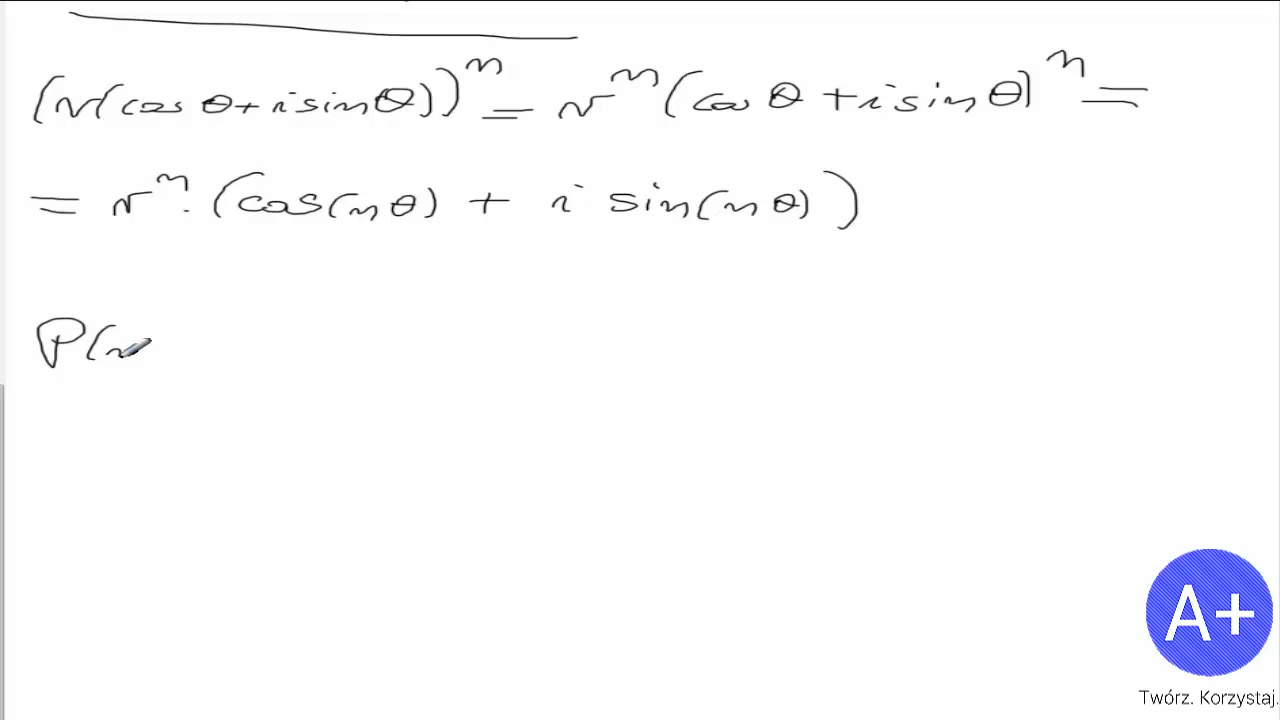 (r(cos θ + i sin θ))^n = r^n (cos θ + i sin θ)^n =
= r^n · (cos(nθ) + i sin(nθ))
P(n
A+
Twórz. Korzystaj.